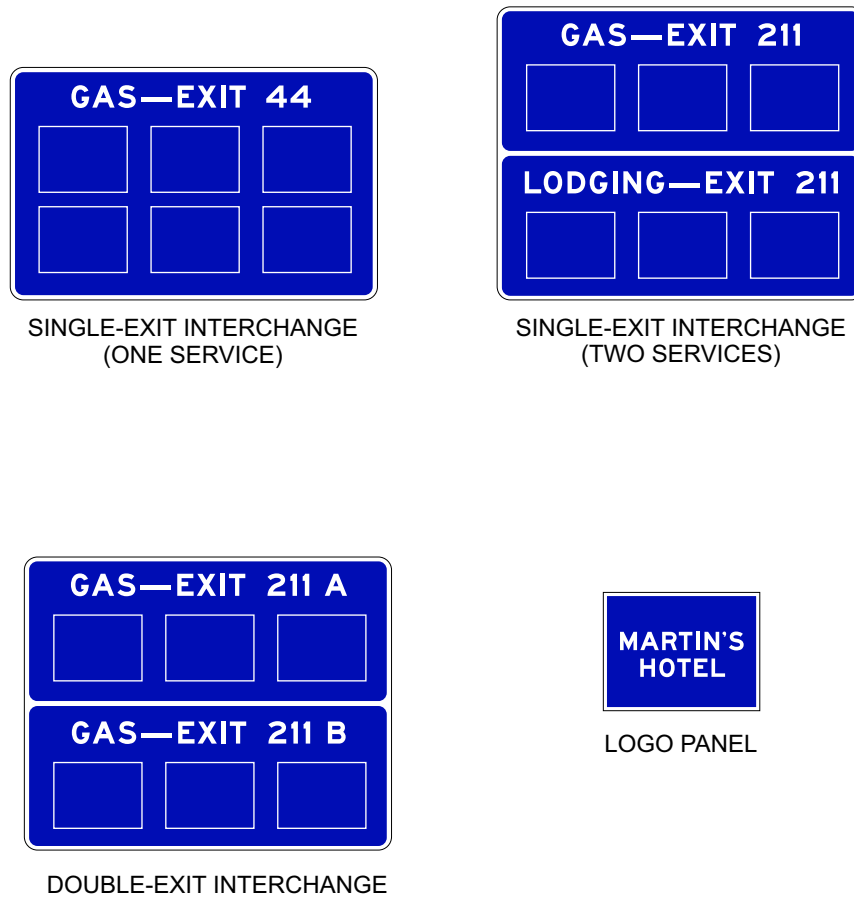 GAS—EXIT 44
SINGLE-EXIT INTERCHANGE
(ONE SERVICE)
GAS—EXIT 211
LODGING—EXIT 211
SINGLE-EXIT INTERCHANGE
(TWO SERVICES)
GAS—EXIT 211 A
GAS—EXIT 211 B
DOUBLE-EXIT INTERCHANGE
MARTIN'S
HOTEL
LOGO PANEL